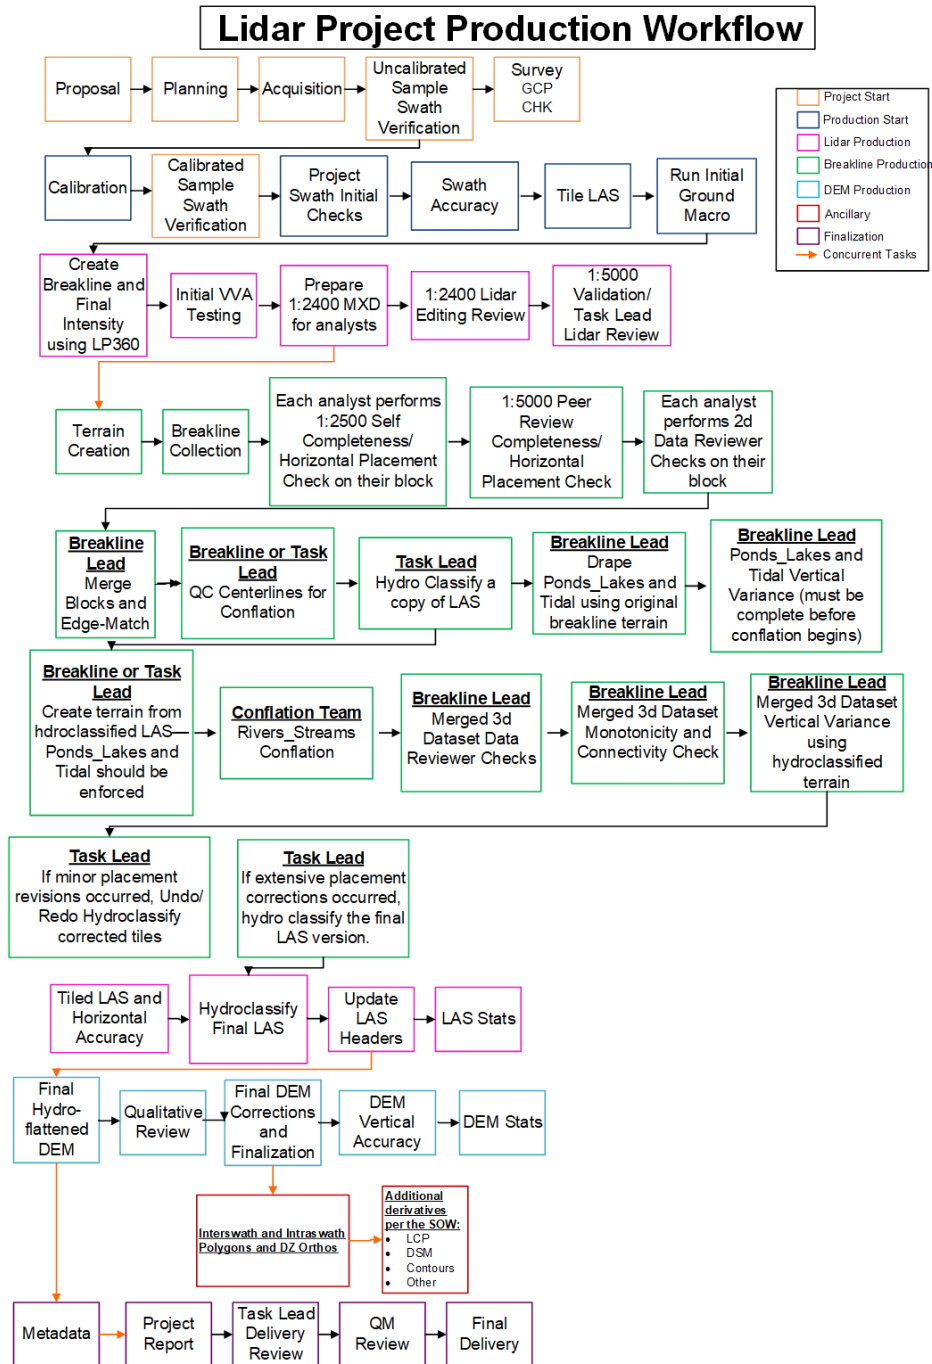 Lidar Project Production Workflow
Proposal
Planning
Acquisition
Uncalibrated
Sample
Swath
Verification
Survey
GCP
CHK
Project Start
Production Start
Lidar Production
Breakline Production
DEM Production
Ancillary
Finalization
Concurrent Tasks
Calibration
Calibrated
Sample
Swath
Verification
Project
Swath Initial
Checks
Swath
Accuracy
Tile LAS
Run Initial
Ground
Macro
Create
Breakline and
Final
Intensity
using LP360
Initial VVA
Testing
Prepare
1:2400 MXD
for analysts
1:2400 Lidar
Editing Review
1:5000
Validation/
Task Lead
Lidar Review
Terrain
Creation
Breakline
Collection
Each analyst performs
1:2500 Self
Completeness/
Horizontal Placement
Check on their block
1:5000 Peer
Review
Completeness/
Horizontal
Placement Check
Each analyst
performs 2d
Data Reviewer
Checks on their
block
Breakline
Lead
Merge
Blocks and
Edge-Match
Breakline or Task
Lead
QC Centerlines for
Conflation
Task Lead
Hydro Classify a
copy of LAS
Breakline Lead
Drape
Ponds_Lakes and
Tidal using original
breakline terrain
Breakline Lead
Ponds_Lakes and
Tidal Vertical
Variance (must be
complete before
conflation begins)
Breakline or Task
Lead
Create terrain from
hdroclassified LAS—
Ponds_Lakes and
Tidal should be
enforced
Conflation Team
Rivers_Streams
Conflation
Breakline Lead
Merged 3d
Dataset Data
Reviewer Checks
Breakline Lead
Merged 3d Dataset
Monotonicity and
Connectivity Check
Breakline Lead
Merged 3d Dataset
Vertical Variance
using
hydroclassified
terrain
Task Lead
If minor placement
revisions occurred, Undo/
Redo Hydroclassify
corrected tiles
Task Lead
If extensive placement
corrections occurred,
hydro classify the final
LAS version.
Tiled LAS and
Horizontal
Accuracy
Hydroclassify
Final LAS
Update
LAS
Headers
LAS Stats
Final
Hydro-
flattened
DEM
Qualitative
Review
Final DEM
Corrections
and
Finalization
DEM
Vertical
Accuracy
DEM Stats
Interswath and Intraswath
Polygons and DZ Orthos
Additional
derivatives
per the SOW:
• LCP
• DSM
• Contours
• Other
Metadata
Project
Report
Task Lead
Delivery
Review
QM
Review
Final
Delivery